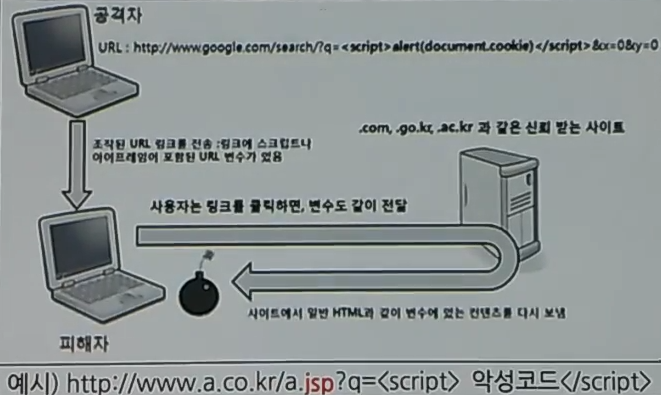 공격자
URL : http://www.google.com/search/?q=<script>alert(document.cookie)</script>&x=0&y=0
조작된 URL 링크를 전송 :링크에 스크립트나
아이프레임이 포함된 URL 변수가 있음
.com, .go.kr, .ac.kr 과 같은 신뢰 받는 사이트
사용자는 링크를 클릭하면, 변수도 같이 전달
사이트에서 일반 HTML과 같이 변수에 있는 컨텐츠를 다시 보냄
피해자
예시) http://www.a.co.kr/a.jsp?q=<script> 악성코드</script>